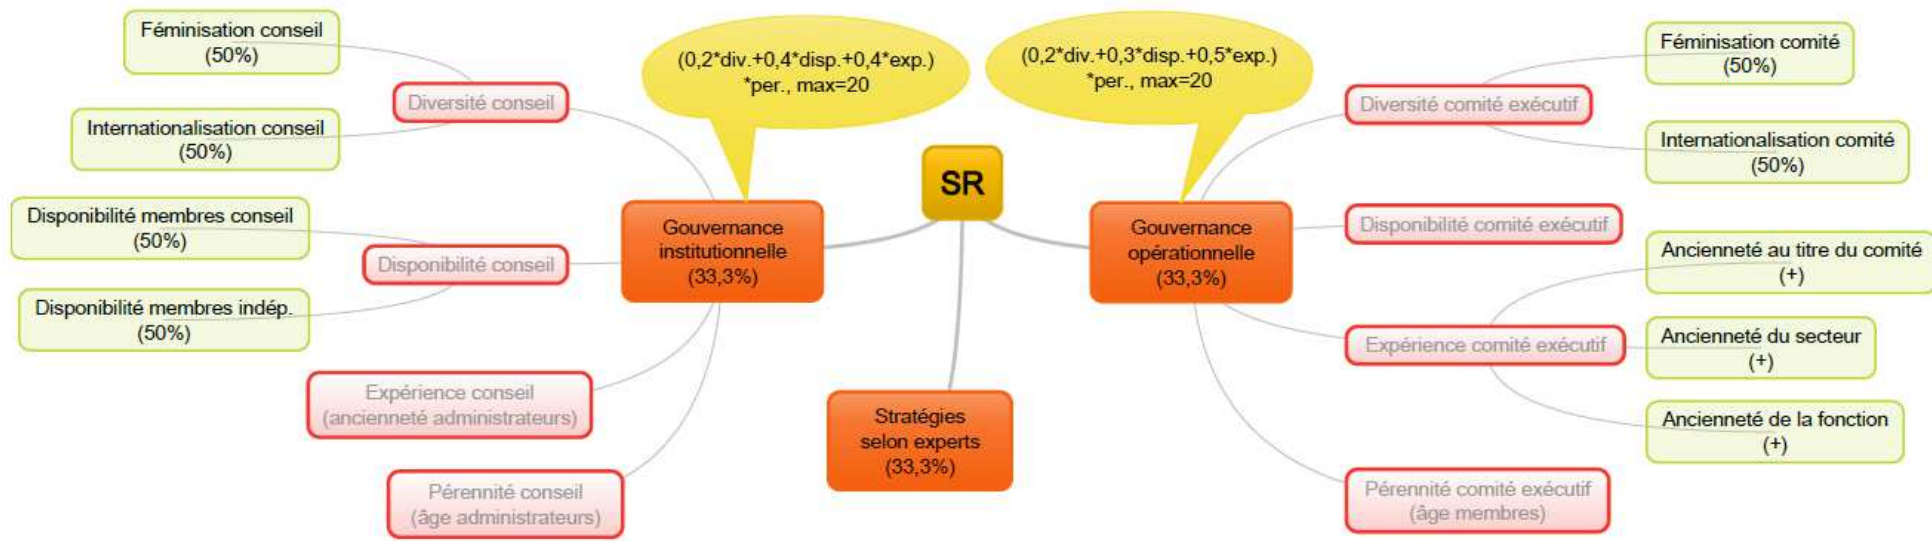 Féminisation conseil
(50%)
Diversité conseil
Internationalisation conseil
(50%)
Disponibilité membres conseil
(50%)
Disponibilité conseil
Disponibilité membres indép.
(50%)
Expérience conseil
(ancienneté administrateurs)
Pérennité conseil
(âge administrateurs)
(0,2*div.+0,4*disp.+0,4*exp.)
*per., max=20
Gouvernance
institutionnelle
(33,3%)
SR
Stratégies
selon experts
(33,3%)
(0,2*div.+0,3*disp.+0,5*exp.)
*per., max=20
Gouvernance
opérationnelle
(33,3%)
Diversité comité exécutif
Féminisation comité
(50%)
Internationalisation comité
(50%)
Disponibilité comité exécutif
Expérience comité exécutif
Ancienneté au titre du comité
(+)
Ancienneté du secteur
(+)
Ancienneté de la fonction
(+)
Pérennité comité exécutif
(âge membres)